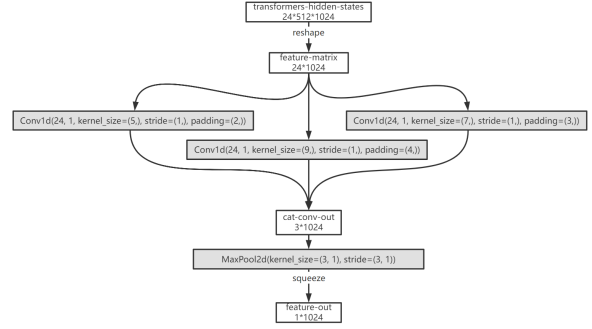 transformers-hidden-states
24*512*1024
reshape
feature-matrix
24*1024
Conv1d(24, 1, kernel_size=(5,), stride=(1,), padding=(2,))
Conv1d(24, 1, kernel_size=(7,), stride=(1,), padding=(3,))
Conv1d(24, 1, kernel_size=(9,), stride=(1,), padding=(4,))
cat-conv-out
3*1024
MaxPool2d(kernel_size=(3, 1), stride=(3, 1))
squeeze
feature-out
1*1024